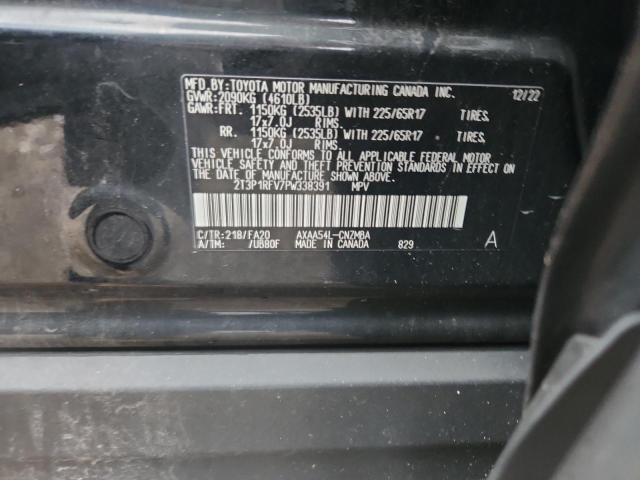 MFD.BY:TOYOTA MOTOR MANUFACTURING CANADA INC. 12/22
GVWR:2090KG (4610LB)
GAWR:FRT. 1150KG (2535LB) WITH 225/65R17 TIRES,
17x7.0J RIMS,
RR. 1150KG (2535LB) WITH 225/65R17 TIRES,
17x7.0J RIMS.
THIS VEHICLE CONFORMS TO ALL APPLICABLE FEDERAL MOTOR
VEHICLE SAFETY AND THEFT PREVENTION STANDARDS IN EFFECT
ON THE DATE OF MANUFACTURE SHOWN ABOVE.
2T3P1RFV7PW338391 MPV
C/TR:218/FA20 AXAA54L-CNZMBA
A/TM: /UB80F MADE IN CANADA 829 A